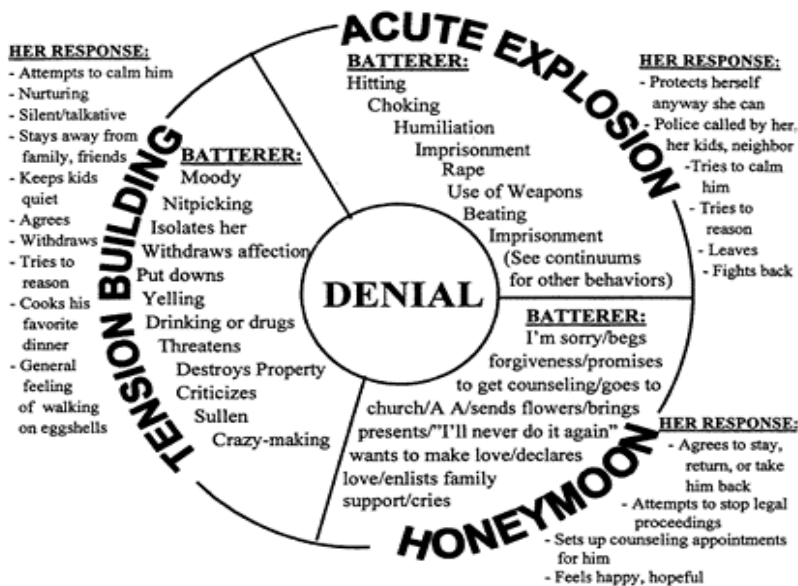 ACUTE EXPLOSION
BATTERER:
Hitting
Choking
Humiliation
Imprisonment
Rape
Use of Weapons
Beating
Imprisonment
(See continuums
for other behaviors)
HER RESPONSE:
- Protects herself
anyway she can
- Police called by her,
her kids, neighbor
-Tries to calm
him
- Tries to
reason
- Leaves
- Fights back
HONEYMOON
BATTERER:
I'm sorry/begs
forgiveness/promises
to get counseling/goes to
church/A A/sends flowers/brings
presents/"I'll never do it again"
wants to make love/declares
love/enlists family
support/cries
HER RESPONSE:
- Agrees to stay,
return, or take
him back
- Attempts to stop legal
proceedings
- Sets up counseling appointments
for him
- Feels happy, hopeful
TENSION BUILDING
BATTERER:
Moody
Nitpicking
Isolates her
Withdraws affection
Put downs
Yelling
Drinking or drugs
Threatens
Destroys Property
Criticizes
Sullen
Crazy-making
HER RESPONSE:
- Attempts to calm him
- Nurturing
- Silent/talkative
- Stays away from
family, friends
- Keeps kids
quiet
- Agrees
- Withdraws
- Tries to
reason
- Cooks his
favorite
dinner
- General
feeling
of walking
on eggshells
DENIAL